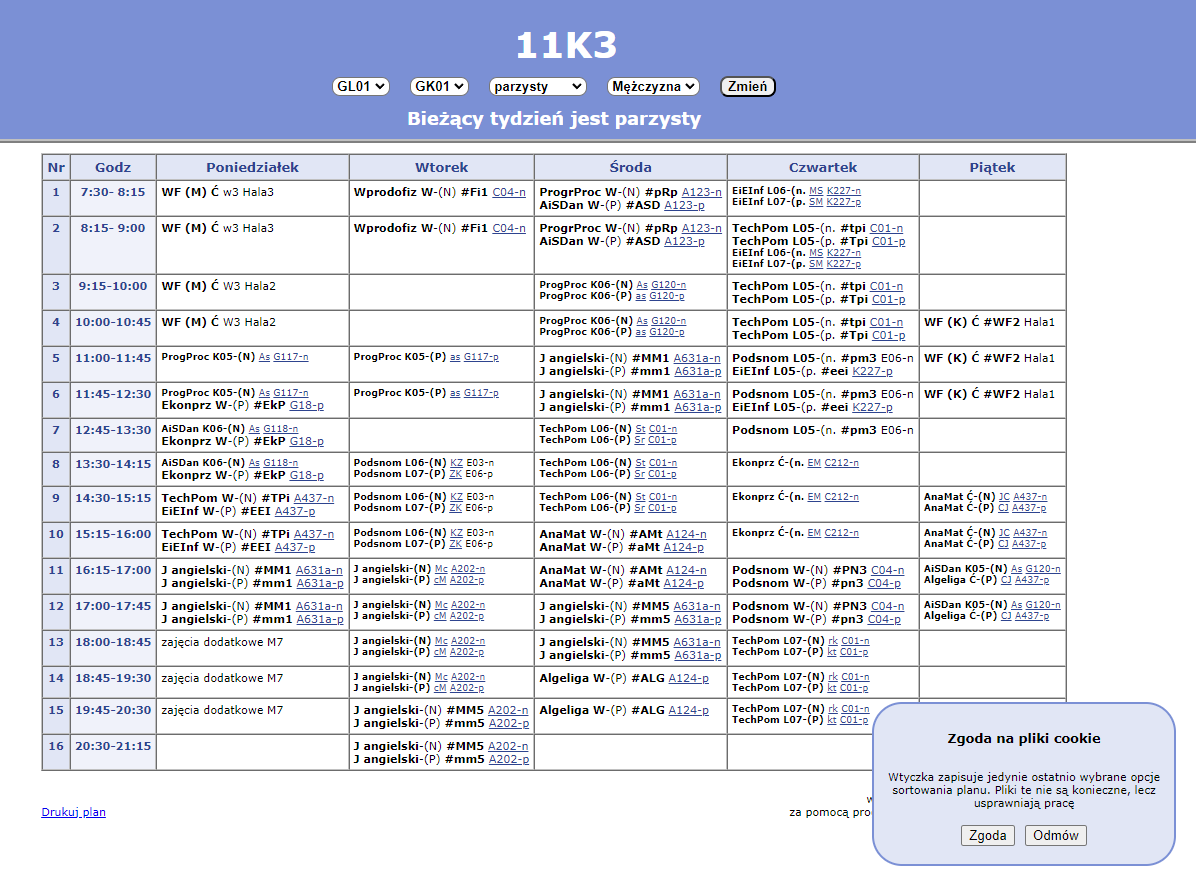 11K3
GL01 GK01 parzysty Mężczyzna Zmień
Bieżący tydzień jest parzysty
Nr Godz Poniedziałek Wtorek Środa Czwartek Piątek
1 7:30- 8:15
WF (M) Ć w3 Hala3
Wprodofiz W-(N) #Fi1 C04-n
ProgrProc W-(N) #pRp A123-n
AiSDan W-(P) #ASD A123-p
EiEInf L06-(n. MS K227-n
EiEInf L07-(p. SM K227-p
2 8:15- 9:00
WF (M) Ć w3 Hala3
Wprodofiz W-(N) #Fi1 C04-n
ProgrProc W-(N) #pRp A123-n
AiSDan W-(P) #ASD A123-p
TechPom L05-(n. #tpi C01-n
TechPom L05-(p. #Tpi C01-p
EiEInf L06-(n. MS K227-n
EiEInf L07-(p. SM K227-p
3 9:15-10:00
WF (M) Ć W3 Hala2
ProgProc K06-(N) As G120-n
ProgProc K06-(P) as G120-p
TechPom L05-(n. #tpi C01-n
TechPom L05-(p. #Tpi C01-p
4 10:00-10:45
WF (M) Ć W3 Hala2
ProgProc K06-(N) As G120-n
ProgProc K06-(P) as G120-p
TechPom L05-(n. #tpi C01-n
TechPom L05-(p. #Tpi C01-p
WF (K) Ć #WF2 Hala1
5 11:00-11:45
ProgProc K05-(N) As G117-n
ProgProc K05-(P) as G117-p
J angielski-(N) #MM1 A631a-n
J angielski-(P) #mm1 A631a-p
Podsnom L05-(n. #pm3 E06-n
EiEInf L05-(p. #eei K227-p
WF (K) Ć #WF2 Hala1
6 11:45-12:30
ProgProc K05-(N) As G117-n
Ekonprz W-(P) #EkP G18-p
ProgProc K05-(P) as G117-p
J angielski-(N) #MM1 A631a-n
J angielski-(P) #mm1 A631a-p
Podsnom L05-(n. #pm3 E06-n
EiEInf L05-(p. #eei K227-p
WF (K) Ć #WF2 Hala1
7 12:45-13:30
AiSDan K06-(N) As G118-n
Ekonprz W-(P) #EkP G18-p
TechPom L06-(N) St C01-n
TechPom L06-(P) Sr C01-p
Podsnom L05-(n. #pm3 E06-n
8 13:30-14:15
AiSDan K06-(N) As G118-n
Ekonprz W-(P) #EkP G18-p
Podsnom L06-(N) KZ E03-n
Podsnom L07-(P) ZK E06-p
TechPom L06-(N) St C01-n
TechPom L06-(P) Sr C01-p
Ekonprz Ć-(n. EM C212-n
9 14:30-15:15
TechPom W-(N) #TPi A437-n
EiEInf W-(P) #EEI A437-p
Podsnom L06-(N) KZ E03-n
Podsnom L07-(P) ZK E06-p
TechPom L06-(N) St C01-n
TechPom L06-(P) Sr C01-p
Ekonprz Ć-(n. EM C212-n
AnaMat Ć-(N) JC A437-n
AnaMat Ć-(P) CJ A437-p
10 15:15-16:00
TechPom W-(N) #TPi A437-n
EiEInf W-(P) #EEI A437-p
Podsnom L06-(N) KZ E03-n
Podsnom L07-(P) ZK E06-p
AnaMat W-(N) #AMt A124-n
AnaMat W-(P) #aMt A124-p
Ekonprz Ć-(n. EM C212-n
AnaMat Ć-(N) JC A437-n
AnaMat Ć-(P) CJ A437-p
11 16:15-17:00
J angielski-(N) #MM1 A631a-n
J angielski-(P) #mm1 A631a-p
J angielski-(N) Mc A202-n
J angielski-(P) cM A202-p
AnaMat W-(N) #AMt A124-n
AnaMat W-(P) #aMt A124-p
Podsnom W-(N) #PN3 C04-n
Podsnom W-(P) #pn3 C04-p
AiSDan K05-(N) As G120-n
Algeliga Ć-(P) CJ A437-p
12 17:00-17:45
J angielski-(N) #MM1 A631a-n
J angielski-(P) #mm1 A631a-p
J angielski-(N) Mc A202-n
J angielski-(P) cM A202-p
J angielski-(N) #MM5 A631a-n
J angielski-(P) #mm5 A631a-p
Podsnom W-(N) #PN3 C04-n
Podsnom W-(P) #pn3 C04-p
AiSDan K05-(N) As G120-n
Algeliga Ć-(P) CJ A437-p
13 18:00-18:45
zajęcia dodatkowe M7
J angielski-(N) Mc A202-n
J angielski-(P) cM A202-p
J angielski-(N) #MM5 A631a-n
J angielski-(P) #mm5 A631a-p
TechPom L07-(N) rk C01-n
TechPom L07-(P) kt C01-p
14 18:45-19:30
zajęcia dodatkowe M7
J angielski-(N) Mc A202-n
J angielski-(P) cM A202-p
Algeliga W-(P) #ALG A124-p
TechPom L07-(N) rk C01-n
TechPom L07-(P) kt C01-p
15 19:45-20:30
zajęcia dodatkowe M7
J angielski-(N) #MM5 A202-n
J angielski-(P) #mm5 A202-p
Algeliga W-(P) #ALG A124-p
TechPom L07-(N) rk C01-n
TechPom L07-(P) kt C01-p
16 20:30-21:15
J angielski-(N) #MM5 A202-n
J angielski-(P) #mm5 A202-p
Drukuj plan
za pomocą
Zgoda na pliki cookie
Wtyczka zapisuje jedynie ostatnio wybrane opcje
sortowania planu. Pliki te nie są konieczne, lecz
usprawniają pracę
Zgoda Odmów